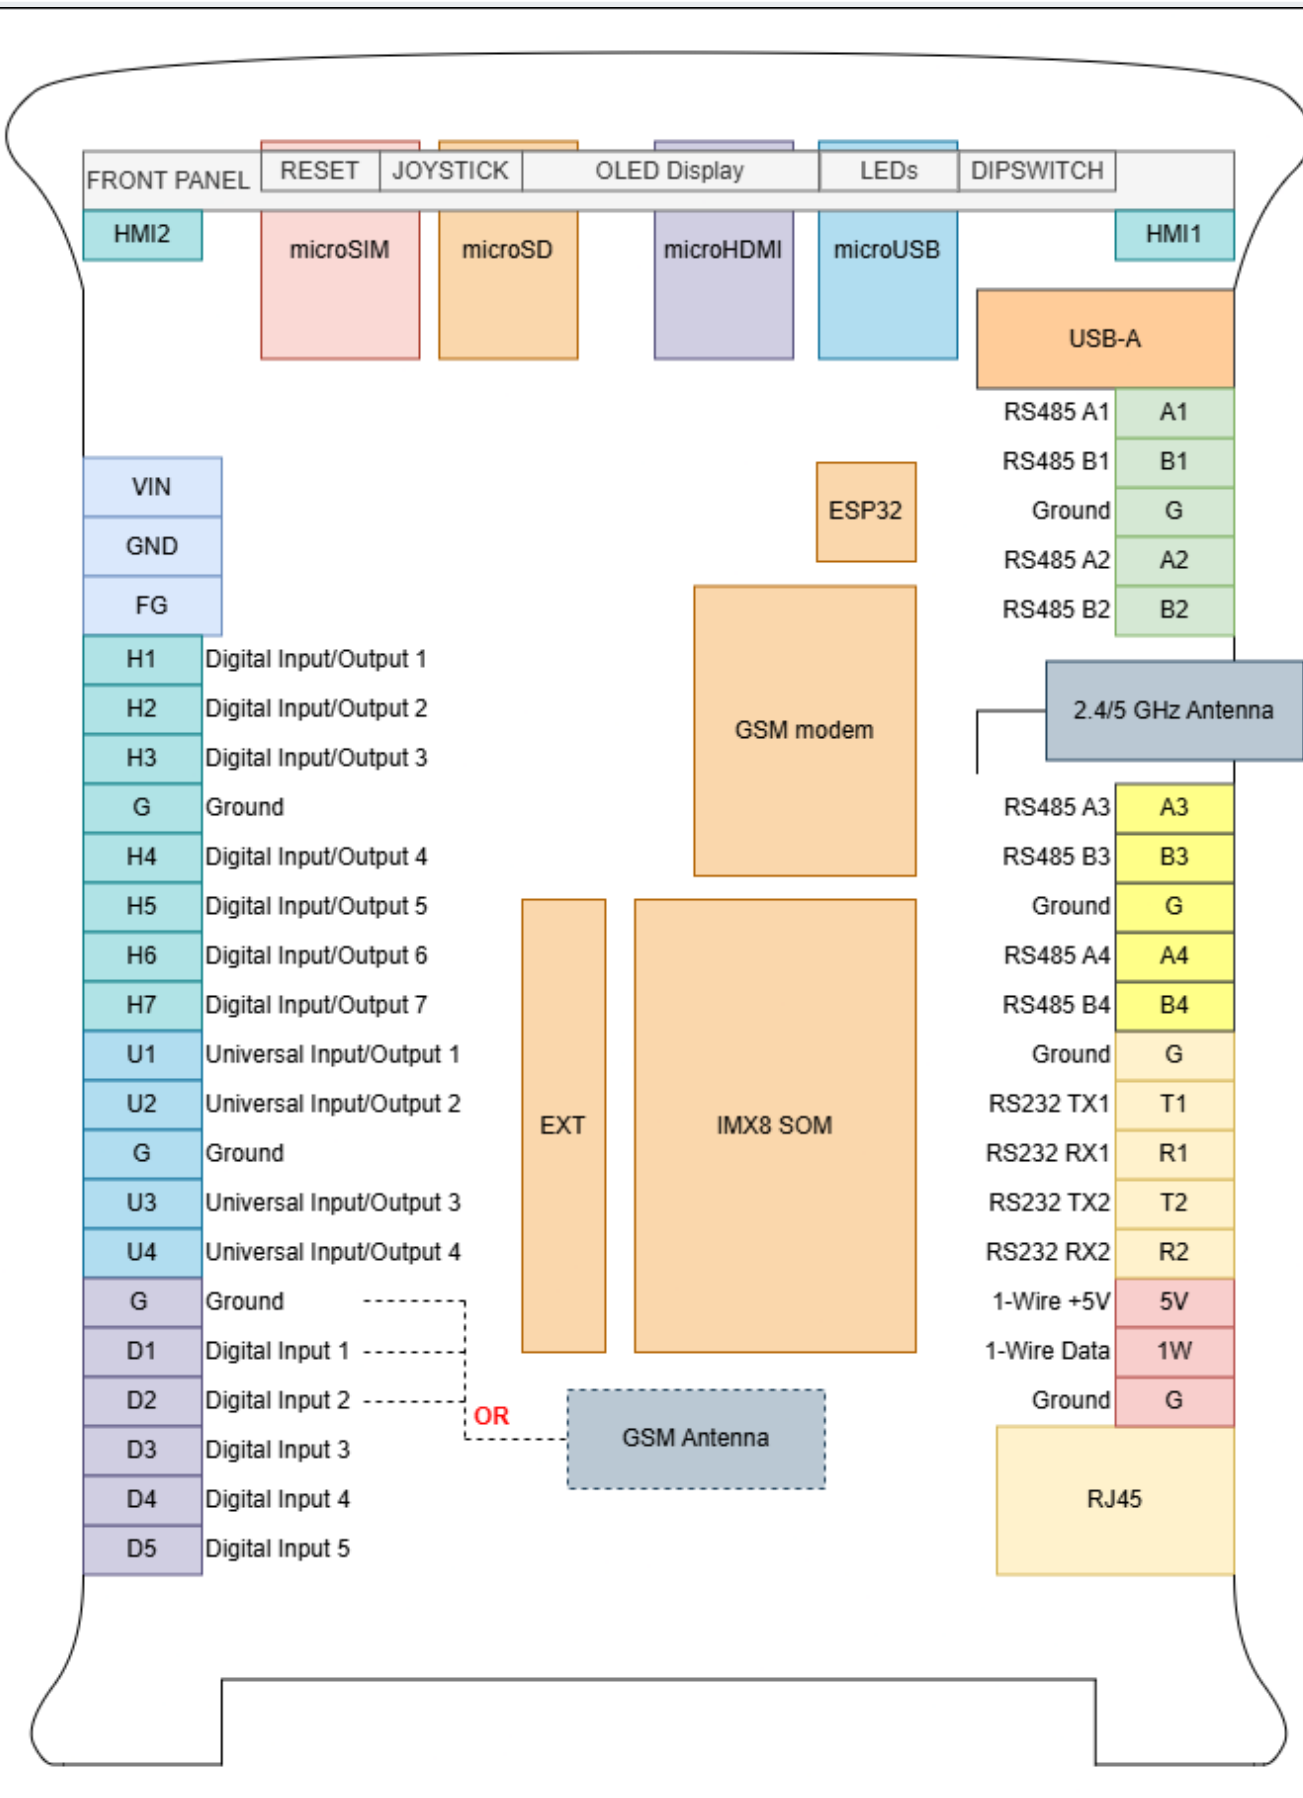 FRONT PANEL
RESET
JOYSTICK
OLED Display
LEDs
DIPSWITCH
HMI2
microSIM
microSD
microHDMI
microUSB
HMI1
USB-A
VIN
GND
FG
H1 Digital Input/Output 1
H2 Digital Input/Output 2
H3 Digital Input/Output 3
G Ground
H4 Digital Input/Output 4
H5 Digital Input/Output 5
H6 Digital Input/Output 6
H7 Digital Input/Output 7
U1 Universal Input/Output 1
U2 Universal Input/Output 2
G Ground
U3 Universal Input/Output 3
U4 Universal Input/Output 4
G Ground
D1 Digital Input 1
D2 Digital Input 2
D3 Digital Input 3
D4 Digital Input 4
D5 Digital Input 5
OR
GSM Antenna
ESP32
GSM modem
EXT
IMX8 SOM
RS485 A1 A1
RS485 B1 B1
Ground G
RS485 A2 A2
RS485 B2 B2
2.4/5 GHz Antenna
RS485 A3 A3
RS485 B3 B3
Ground G
RS485 A4 A4
RS485 B4 B4
Ground G
RS232 TX1 T1
RS232 RX1 R1
RS232 TX2 T2
RS232 RX2 R2
1-Wire +5V 5V
1-Wire Data 1W
Ground G
RJ45